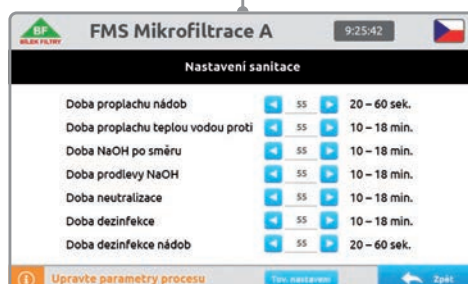 BF
BÍLEK FILTRY
FMS Mikrofiltrace A
9:25:42
Nastavení sanitace
Doba proplachu nádob 55 20 – 60 sek.
Doba proplachu teplou vodou proti 55 10 – 18 min.
Doba NaOH po směru 55 10 – 18 min.
Doba prodlevy NaOH 55 10 – 18 min.
Doba neutralizace 55 10 – 18 min.
Doba dezinfekce 55 10 – 18 min.
Doba dezinfekce nádob 55 20 – 60 sek.
Upravte parametry procesu
Tov. nastavení
Zpět